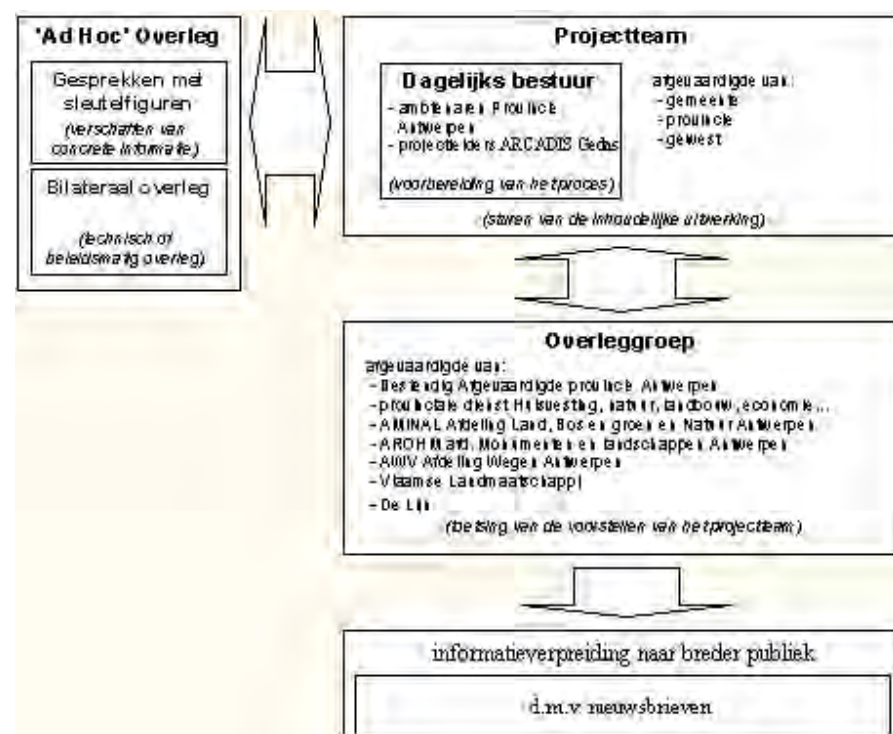 'Ad Hoc' Overleg
Gesprekken met
sleutelfiguren
(verschaffen van
concrete informatie)
Bilateraal overleg
(technisch of
beleidsmatig overleg)
Projectteam
Dagelijks bestuur
- ambtenaren Provincie
Antwerpen
- projectleiders ARCADIS Gedas
(voorbereiding van het proces)
afgevaardigde van:
- gemeente
- provincie
- gewest
(sturen van de inhoudelijke uitwerking)
Overleggroep
afgevaardigde van:
- Bestendig Afgevaardigde provincie Antwerpen
- provinciale dienst Huisvesting, natuur, landbouw, economie...
- AMINAL Afdeling Land, Bos en groen en Natuur Antwerpen
- AROHM afd. Monumenten en landschappen Antwerpen
- AWV Afdeling Wegen Antwerpen
- Vlaamse Landmaatschappij
- De Lijn
(toetsing van de voorstellen van het projectteam)
informatieverpreiding naar breder publiek
d.m.v. nieuwsbrieven